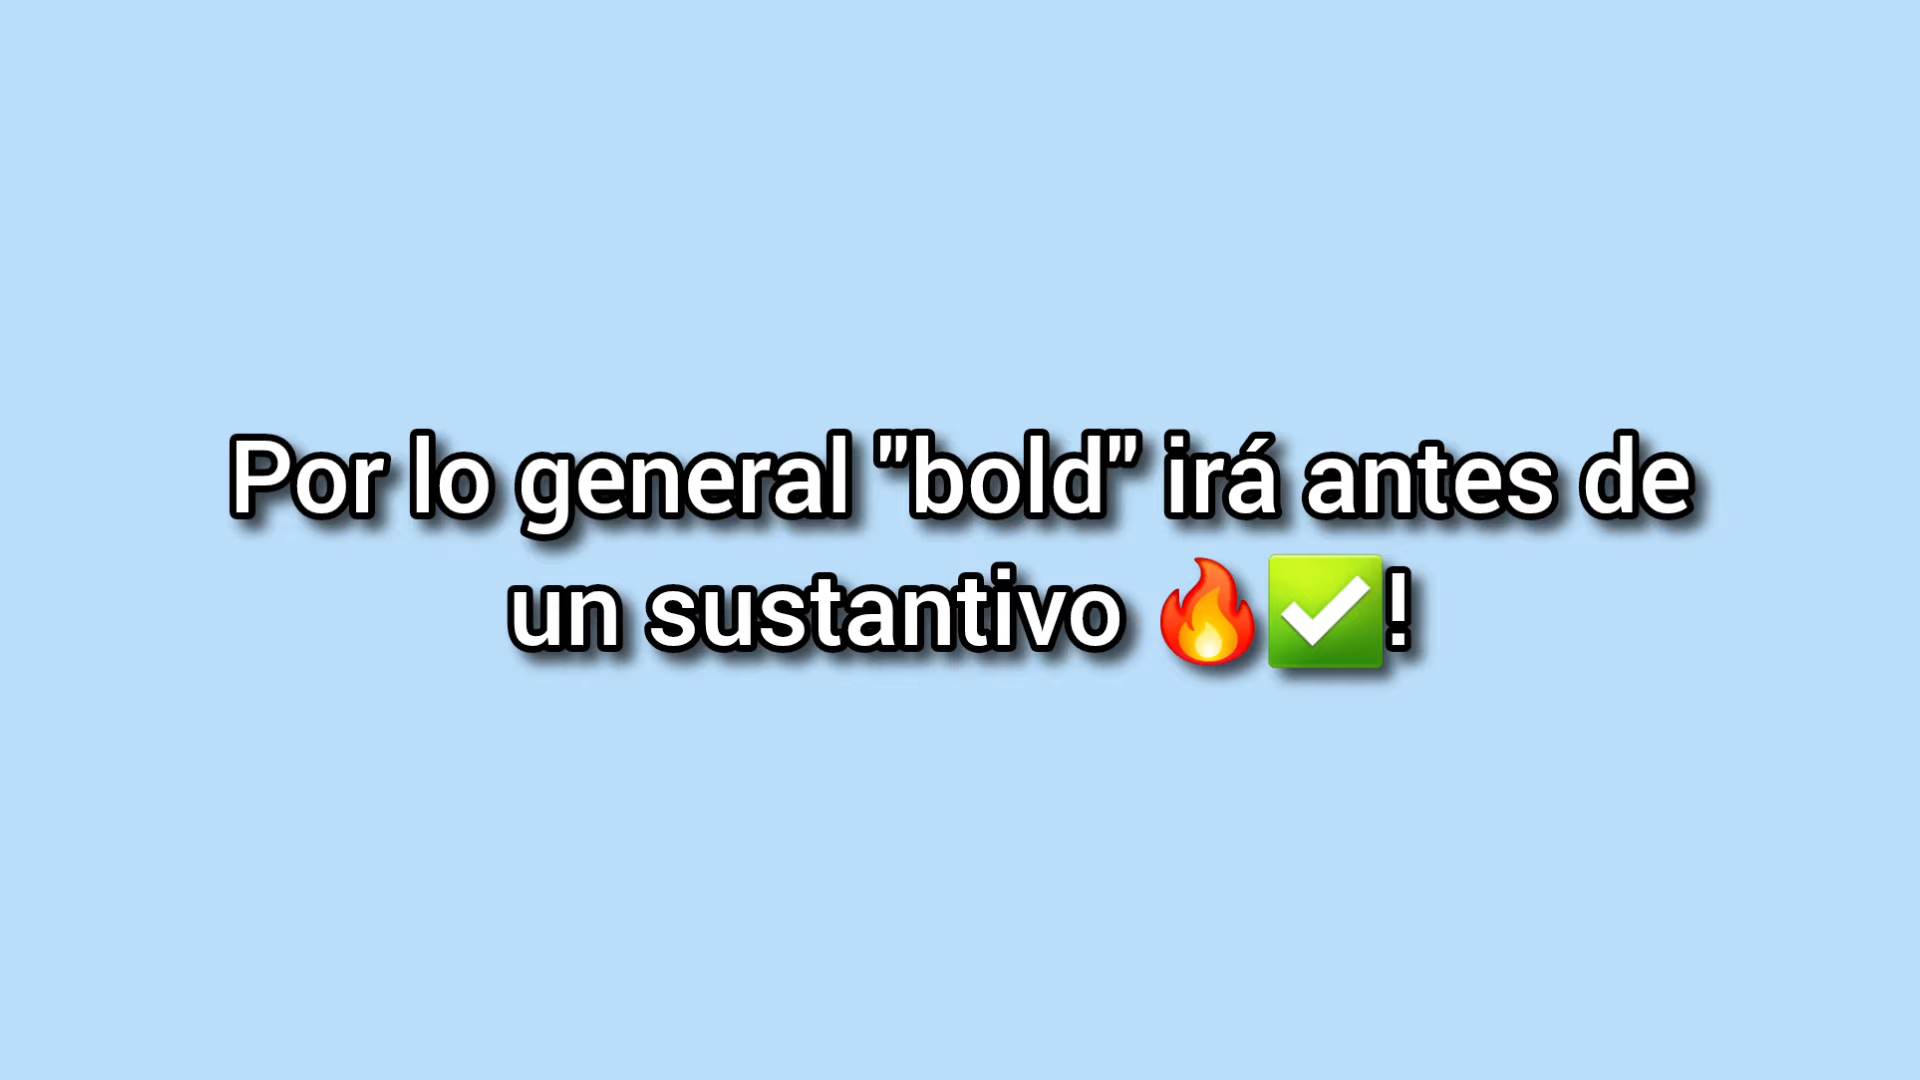 Por lo general "bold" irá antes de
un sustantivo 🔥✅!